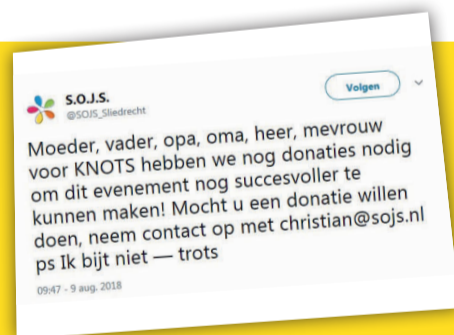 S.O.J.S.
@SOJS_Sliedrecht
Volgen
Moeder, vader, opa, oma, heer, mevrouw
voor KNOTS hebben we nog donaties nodig
om dit evenement nog succesvoller te
kunnen maken! Mocht u een donatie willen
doen, neem contact op met christian@sojs.nl
ps Ik bijt niet — trots
09:47 - 9 aug. 2018